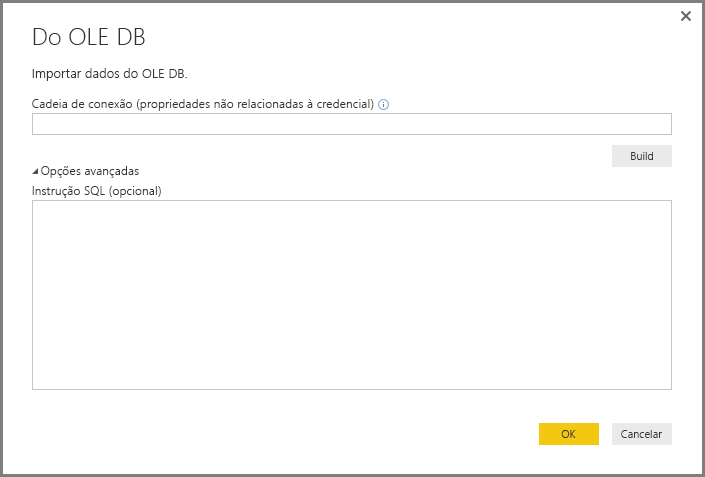 Do OLE DB
Importar dados do OLE DB.
Cadeia de conexão (propriedades não relacionadas à credencial)
Build
Opções avançadas
Instrução SQL (opcional)
OK
Cancelar